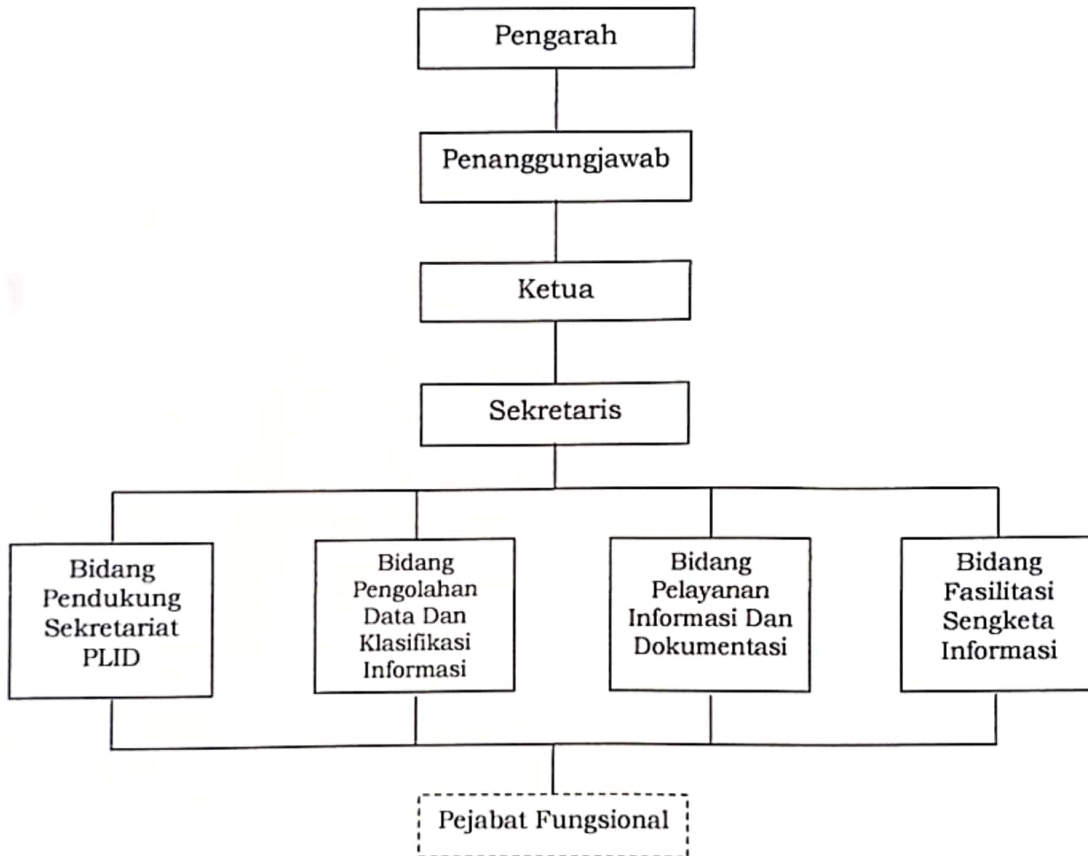 Pengarah
Penanggungjawab
Ketua
Sekretaris
Bidang
Pendukung
Sekretariat
PLID
Bidang
Pengolahan
Data Dan
Klasifikasi
Informasi
Bidang
Pelayanan
Informasi Dan
Dokumentasi
Bidang
Fasilitasi
Sengketa
Informasi
Pejabat Fungsional